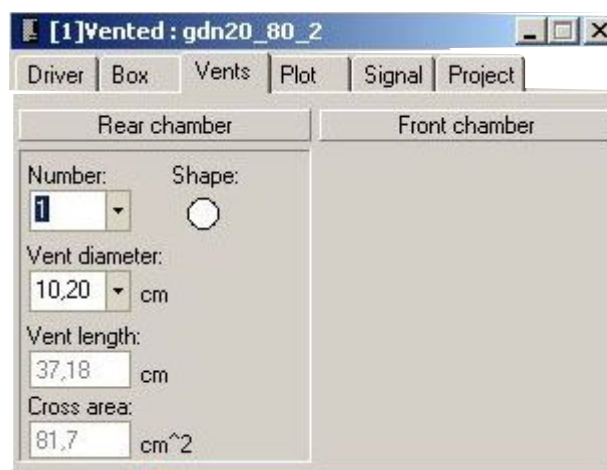 [1]Vented : gdn20_80_2
Driver Box Vents Plot Signal Project
Rear chamber Front chamber
Number: Shape:
1
Vent diameter:
10,20 cm
Vent length:
37,18 cm
Cross area:
81,7 cm^2